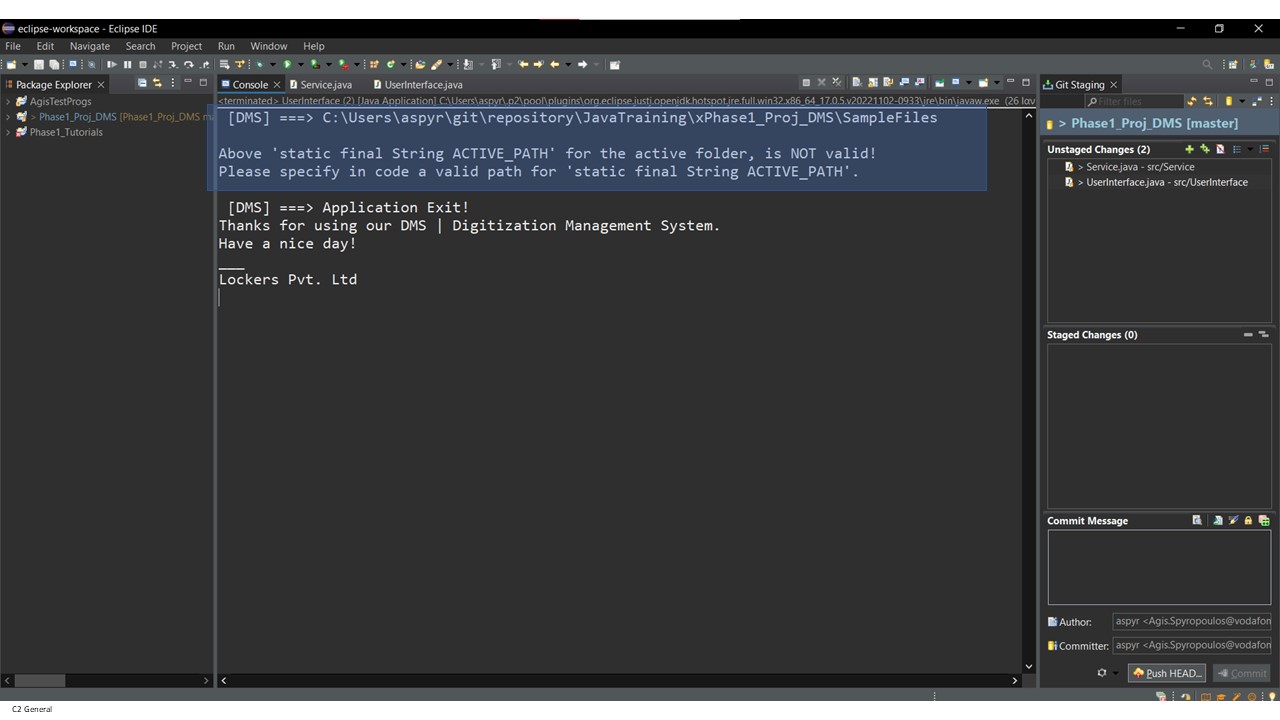 eclipse-workspace - Eclipse IDE
File Edit Navigate Search Project Run Window Help
Package Explorer
AgisTestProgs
> Phase1_Proj_DMS [Phase1_Proj_DMS
Phase1_Tutorials
Console Service.java UserInterface.java
<terminated> UserInterface (2) [Java Application] C:\Users\aspyr\.p2\pool\plugins\org.eclipse.justj.openjdk.hotspot.jre.full.win32.x86_64_17.0.5.v20221102-0933\jre\bin\javaw.exe (26
[DMS] ===> C:\Users\aspyr\git\repository\JavaTraining\xPhase1_Proj_DMS\SampleFiles
Above 'static final String ACTIVE_PATH' for the active folder, is NOT valid!
Please specify in code a valid path for 'static final String ACTIVE_PATH'.
[DMS] ===> Application Exit!
Thanks for using our DMS | Digitization Management System.
Have a nice day!
___
Lockers Pvt. Ltd
Git Staging
Filter files
> Phase1_Proj_DMS [master]
Unstaged Changes (2)
> Service.java - src/Service
> UserInterface.java - src/UserInterface
Staged Changes (0)
Commit Message
Author: aspyr <Agis.Spyropoulos@vodafon
Committer: aspyr <Agis.Spyropoulos@vodafon
Push HEAD... Commit
C2 General